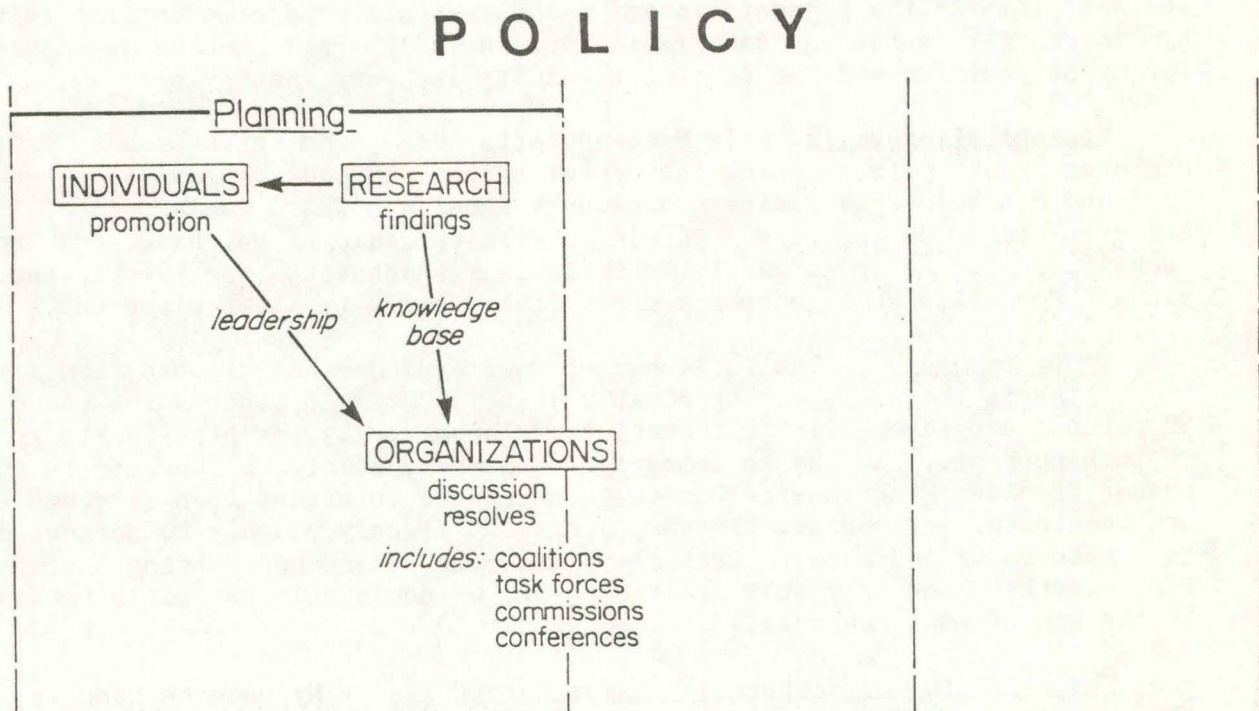 POLICY
Planning
INDIVIDUALS
promotion
RESEARCH
findings
leadership
knowledge
base
ORGANIZATIONS
discussion
resolves
includes: coalitions
task forces
commissions
conferences